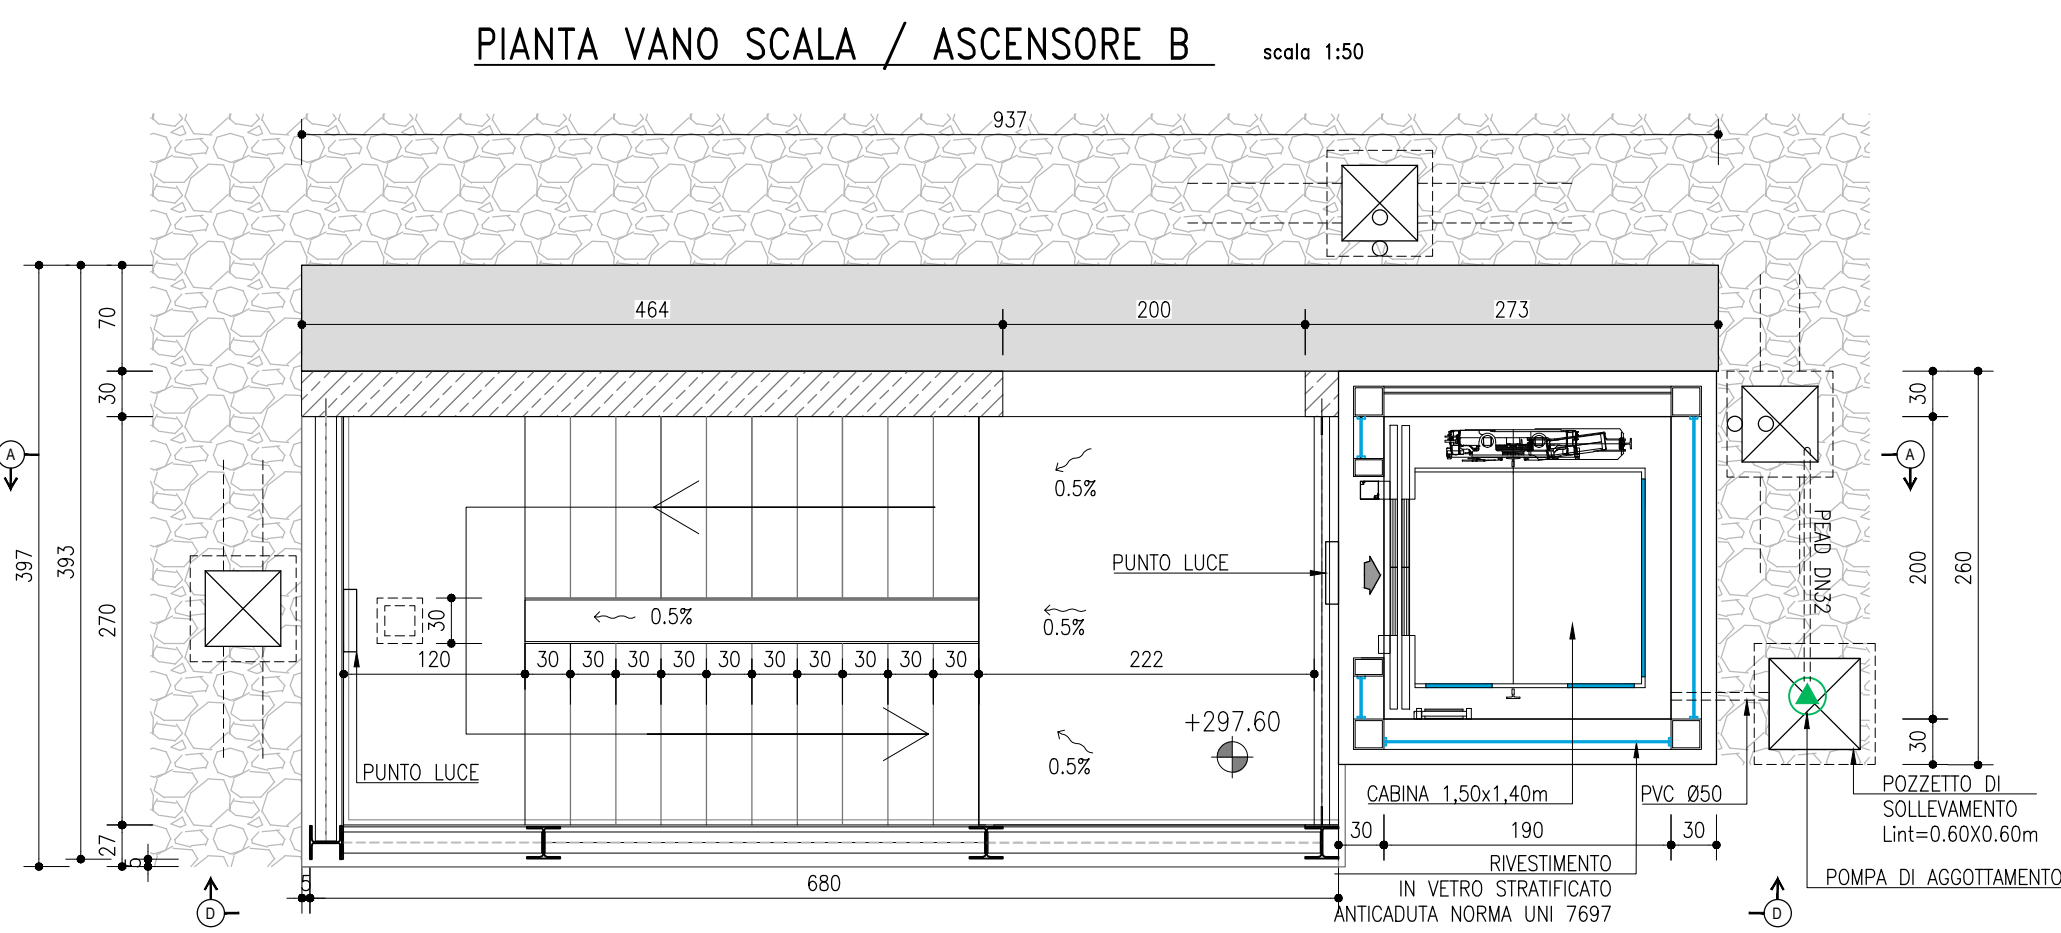 PIANTA VANO SCALA / ASCENSORE B
scala 1:50
937
464
200
273
70
30
270
27
5
393
397
A
A
30
200
30
260
0.5%
0.5%
0.5%
0.5%
PUNTO LUCE
PEAD DN32
30
120
30
30
30
30
30
30
30
30
30
30
222
+297.60
PUNTO LUCE
CABINA 1,50x1,40m
PVC Ø50
POZZETTO DI
SOLLEVAMENTO
Lint=0.60X0.60m
30
190
30
RIVESTIMENTO
IN VETRO STRATIFICATO
ANTICADUTA NORMA UNI 7697
POMPA DI AGGOTTAMENTO
5
680
D
D